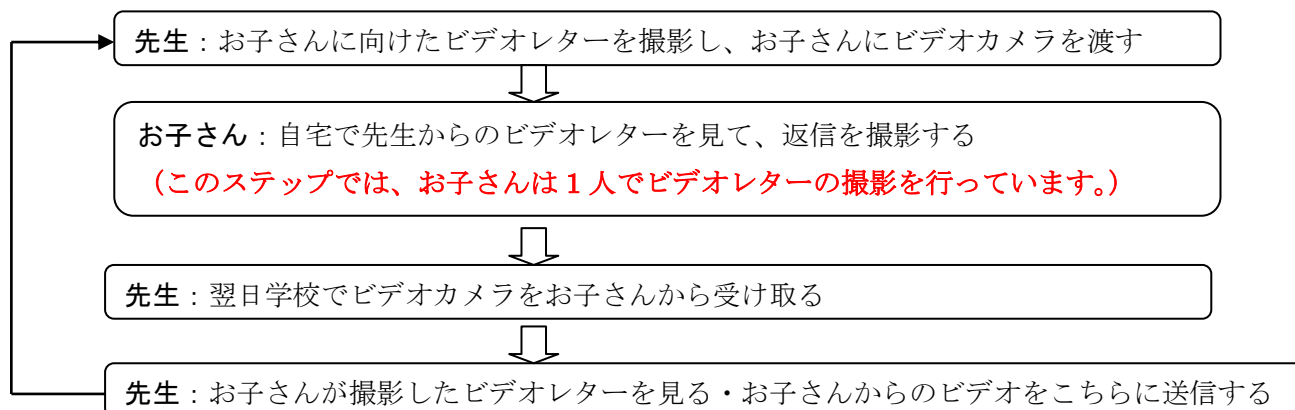 先生：お子さんに向けたビデオレターを撮影し、お子さんにビデオカメラを渡す
お子さん：自宅で先生からのビデオレターを見て、返信を撮影する
（このステップでは、お子さんは１人でビデオレターの撮影を行っています。）
先生：翌日学校でビデオカメラをお子さんから受け取る
先生：お子さんが撮影したビデオレターを見る・お子さんからのビデオをこちらに送信する